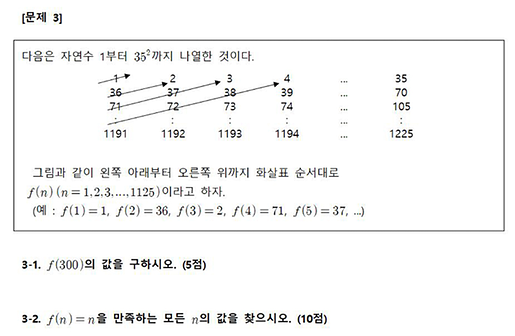 [문제 3]
다음은 자연수 1부터 35²까지 나열한 것이다.
1 2 3 4 ... 35
36 37 38 39 ... 70
71 72 73 74 ... 105
: : : : ... :
1191 1192 1193 1194 ... 1225
그림과 같이 왼쪽 아래부터 오른쪽 위까지 화살표 순서대로
f(n)(n=1,2,3,...,1125)이라고 하자.
(예 : f(1)=1, f(2)=36, f(3)=2, f(4)=71, f(5)=37, ...)
3-1. f(300)의 값을 구하시오. (5점)
3-2. f(n)=n을 만족하는 모든 n의 값을 찾으시오. (10점)